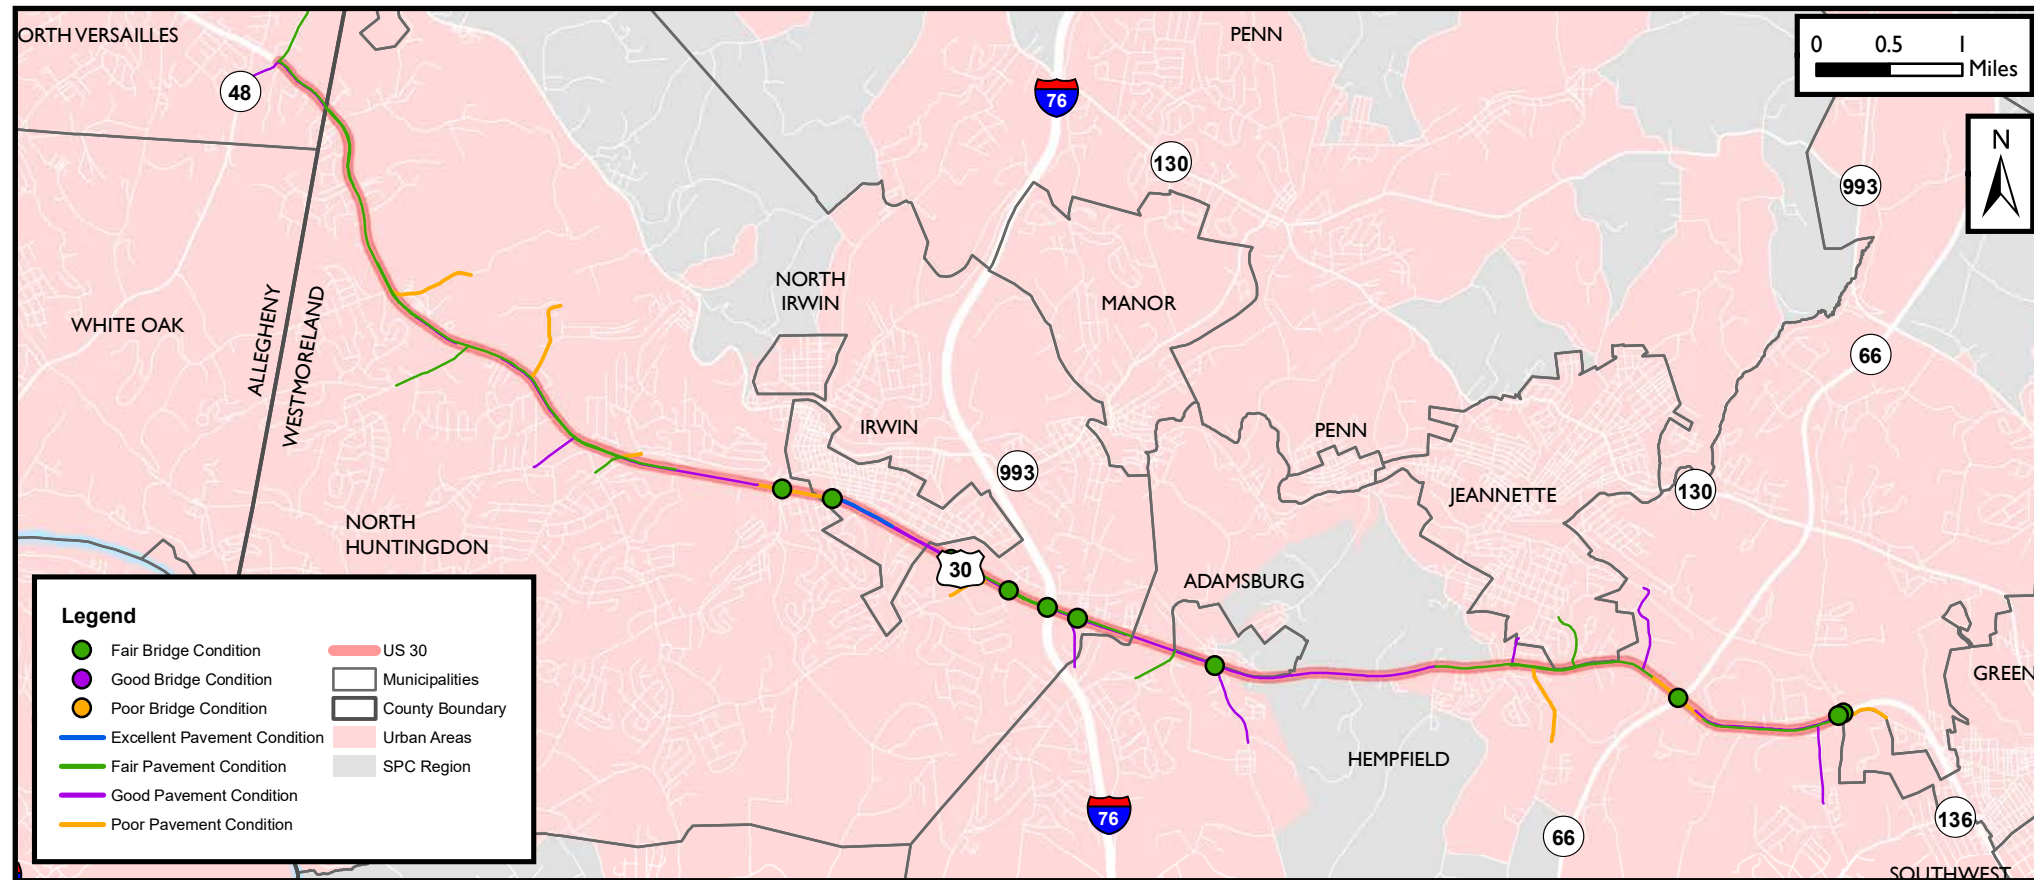 ORTH VERSAILLES
PENN
0 0.5 1
Miles
48
76
N
130
993
NORTH
IRWIN
MANOR
WHITE OAK
ALLEGHENY
WESTMORELAND
66
IRWIN
PENN
993
JEANNETTE
130
NORTH
HUNTINGDON
30
ADAMSBURG
GREEN
HEMPFIELD
76
66
136
SOUTHWEST
Legend
Fair Bridge Condition
Good Bridge Condition
Poor Bridge Condition
Excellent Pavement Condition
Fair Pavement Condition
Good Pavement Condition
Poor Pavement Condition
US 30
Municipalities
County Boundary
Urban Areas
SPC Region